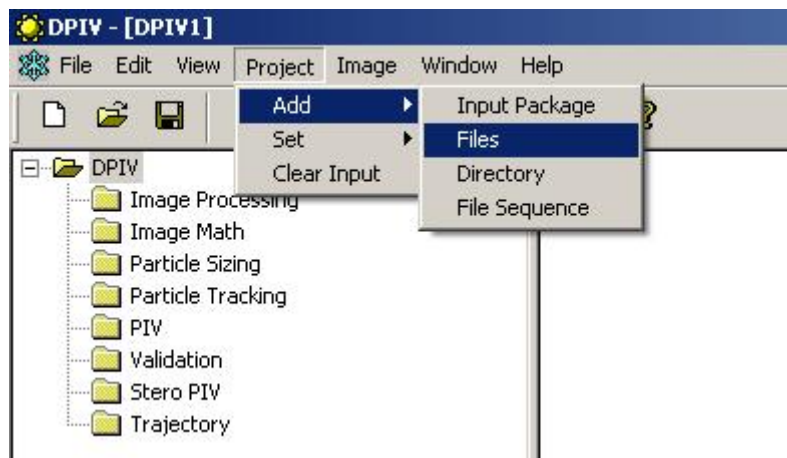 DPIV - [DPIV1]
File Edit View Project Image Window Help
Add
Set
Clear Input
Input Package
Files
Directory
File Sequence
?
DPIV
Image Processing
Image Math
Particle Sizing
Particle Tracking
PIV
Validation
Stero PIV
Trajectory